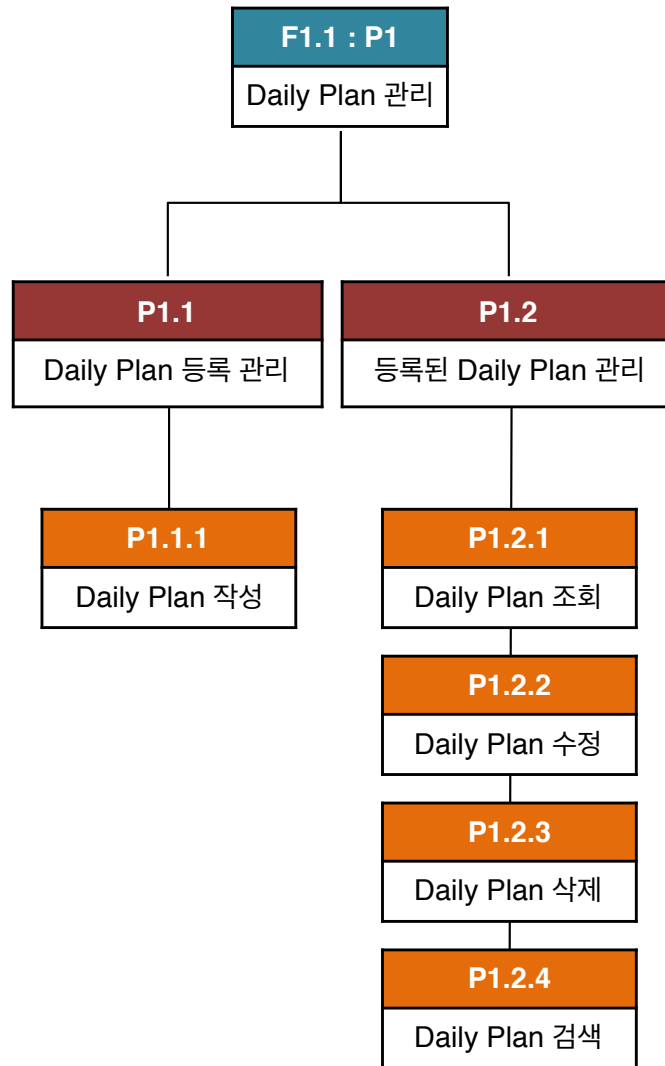 F1.1 : P1
Daily Plan 관리
P1.1
Daily Plan 등록 관리
P1.2
등록된 Daily Plan 관리
P1.1.1
Daily Plan 작성
P1.2.1
Daily Plan 조회
P1.2.2
Daily Plan 수정
P1.2.3
Daily Plan 삭제
P1.2.4
Daily Plan 검색